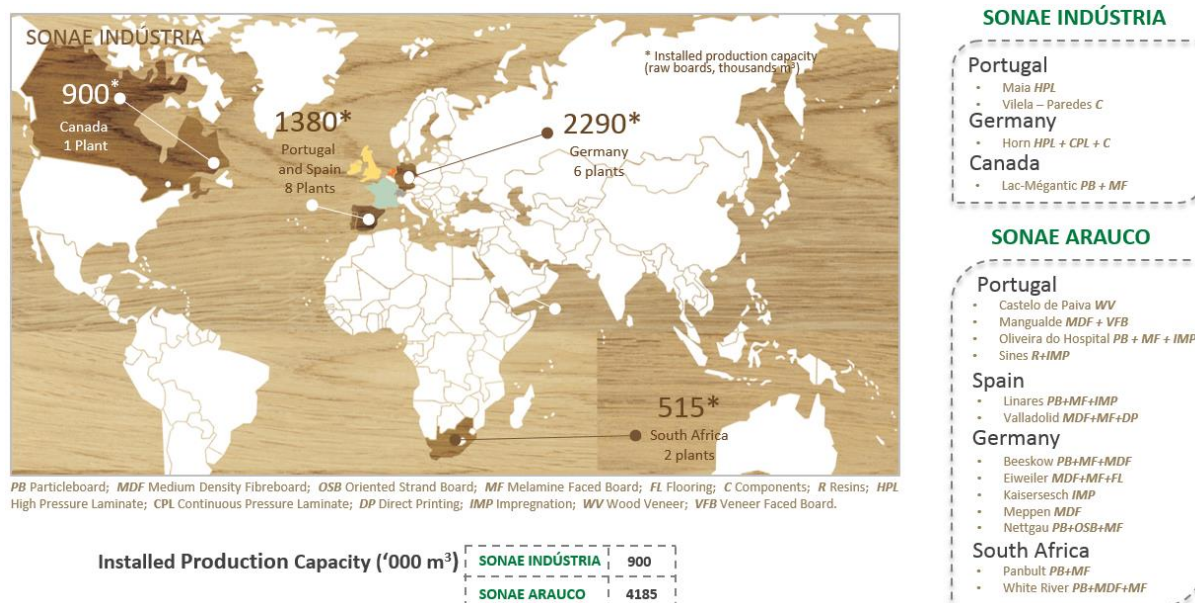 SONAE INDÚSTRIA
* Installed production capacity
(raw boards, thousands m³)
900*
Canada
1 Plant
1380*
Portugal
and Spain
8 Plants
2290*
Germany
6 plants
515*
South Africa
2 plants
PB Particleboard; MDF Medium Density Fibreboard; OSB Oriented Strand Board; MF Melamine Faced Board; FL Flooring; C Components; R Resins; HPL
High Pressure Laminate; CPL Continuous Pressure Laminate; DP Direct Printing; IMP Impregnation; WV Wood Veneer; VFB Veneer Faced Board.
Installed Production Capacity (‘000 m³)
SONAE INDÚSTRIA 900
SONAE ARAUCO 4185
SONAE INDÚSTRIA
Portugal
• Maia HPL
• Vilela – Paredes C
Germany
• Horn HPL + CPL + C
Canada
• Lac-Mégantic PB + MF
SONAE ARAUCO
Portugal
• Castelo de Paiva WV
• Mangualde MDF + VFB
• Oliveira do Hospital PB + MF + IMP
• Sines R+IMP
Spain
• Linares PB+MF+IMP
• Valladolid MDF+MF+DP
Germany
• Beeskow PB+MF+MDF
• Eiweiler MDF+MF+FL
• Kaisersesch IMP
• Meppen MDF
• Nettgau PB+OSB+MF
South Africa
• Panbult PB+MF
• White River PB+MDF+MF